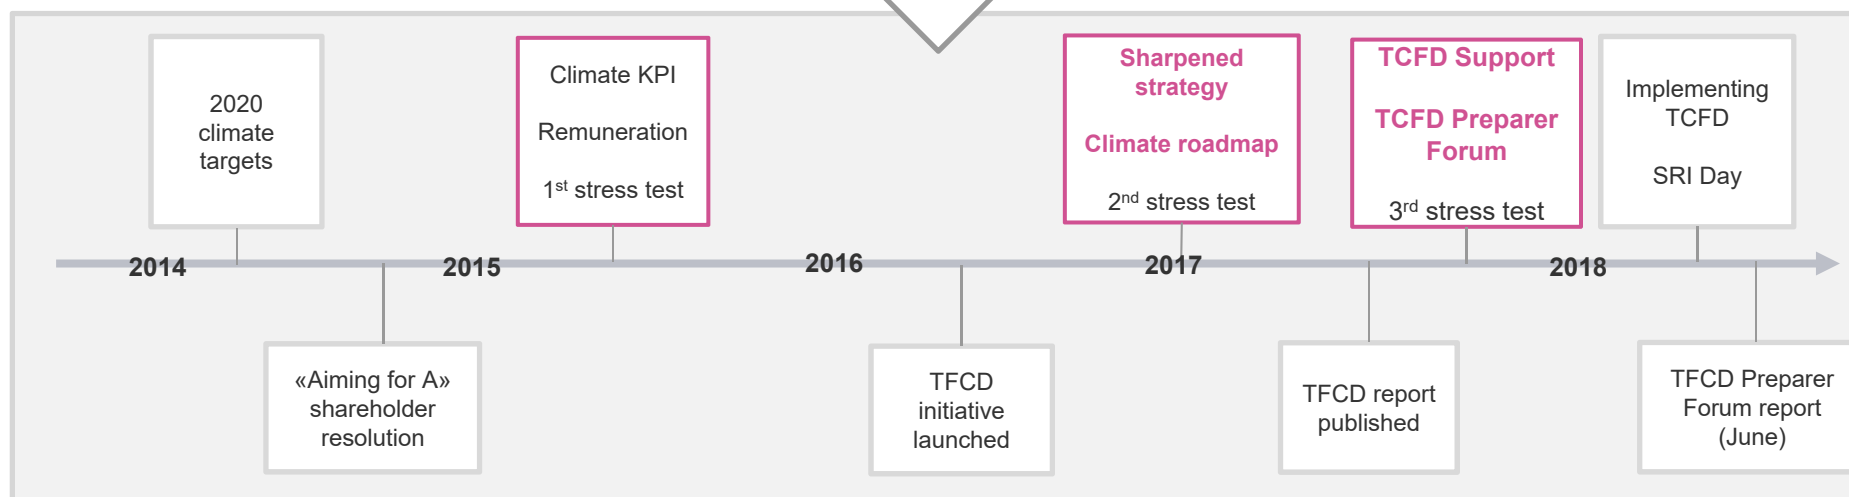 2020
climate
targets
Climate KPI
Remuneration
1st stress test
Sharpened
strategy
Climate roadmap
2nd stress test
TCFD Support
TCFD Preparer
Forum
3rd stress test
Implementing
TCFD
SRI Day
2014
2015
2016
2017
2018
«Aiming for A»
shareholder
resolution
TFCD
initiative
launched
TFCD report
published
TFCD Preparer
Forum report
(June)